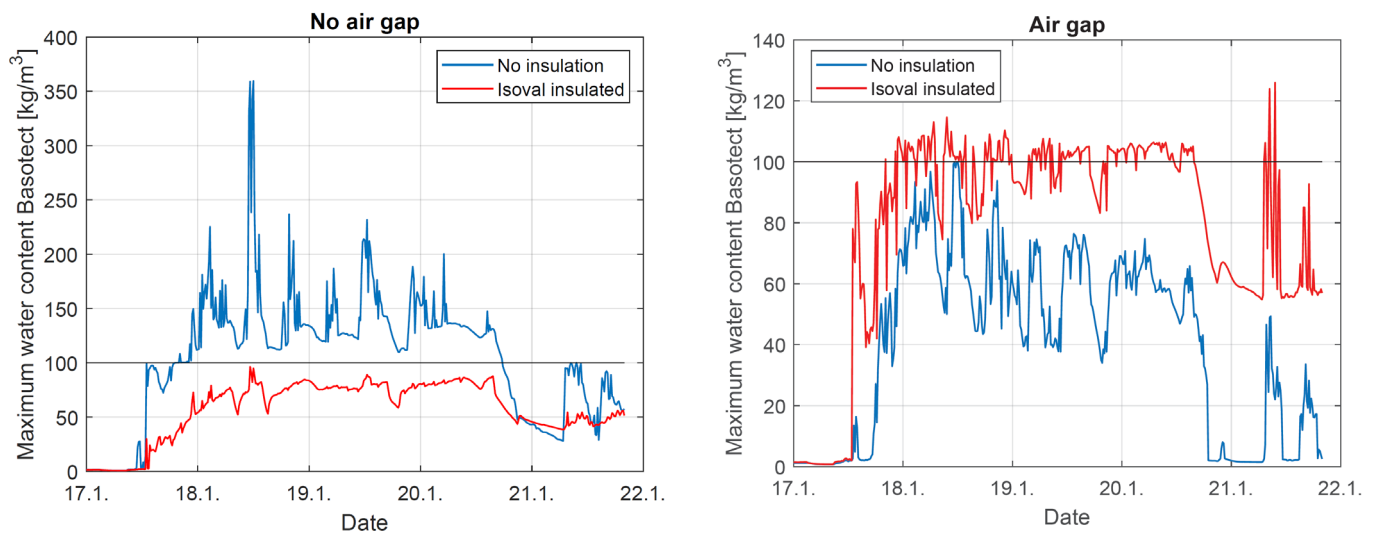 No air gap
Maximum water content Basotect [kg/m³]
400
350
300
250
200
150
100
50
0
No insulation
Isoval insulated
17.1. 18.1. 19.1. 20.1. 21.1. 22.1.
Date
Air gap
Maximum water content Basotect [kg/m³]
140
120
100
80
60
40
20
0
No insulation
Isoval insulated
17.1. 18.1. 19.1. 20.1. 21.1. 22.1.
Date